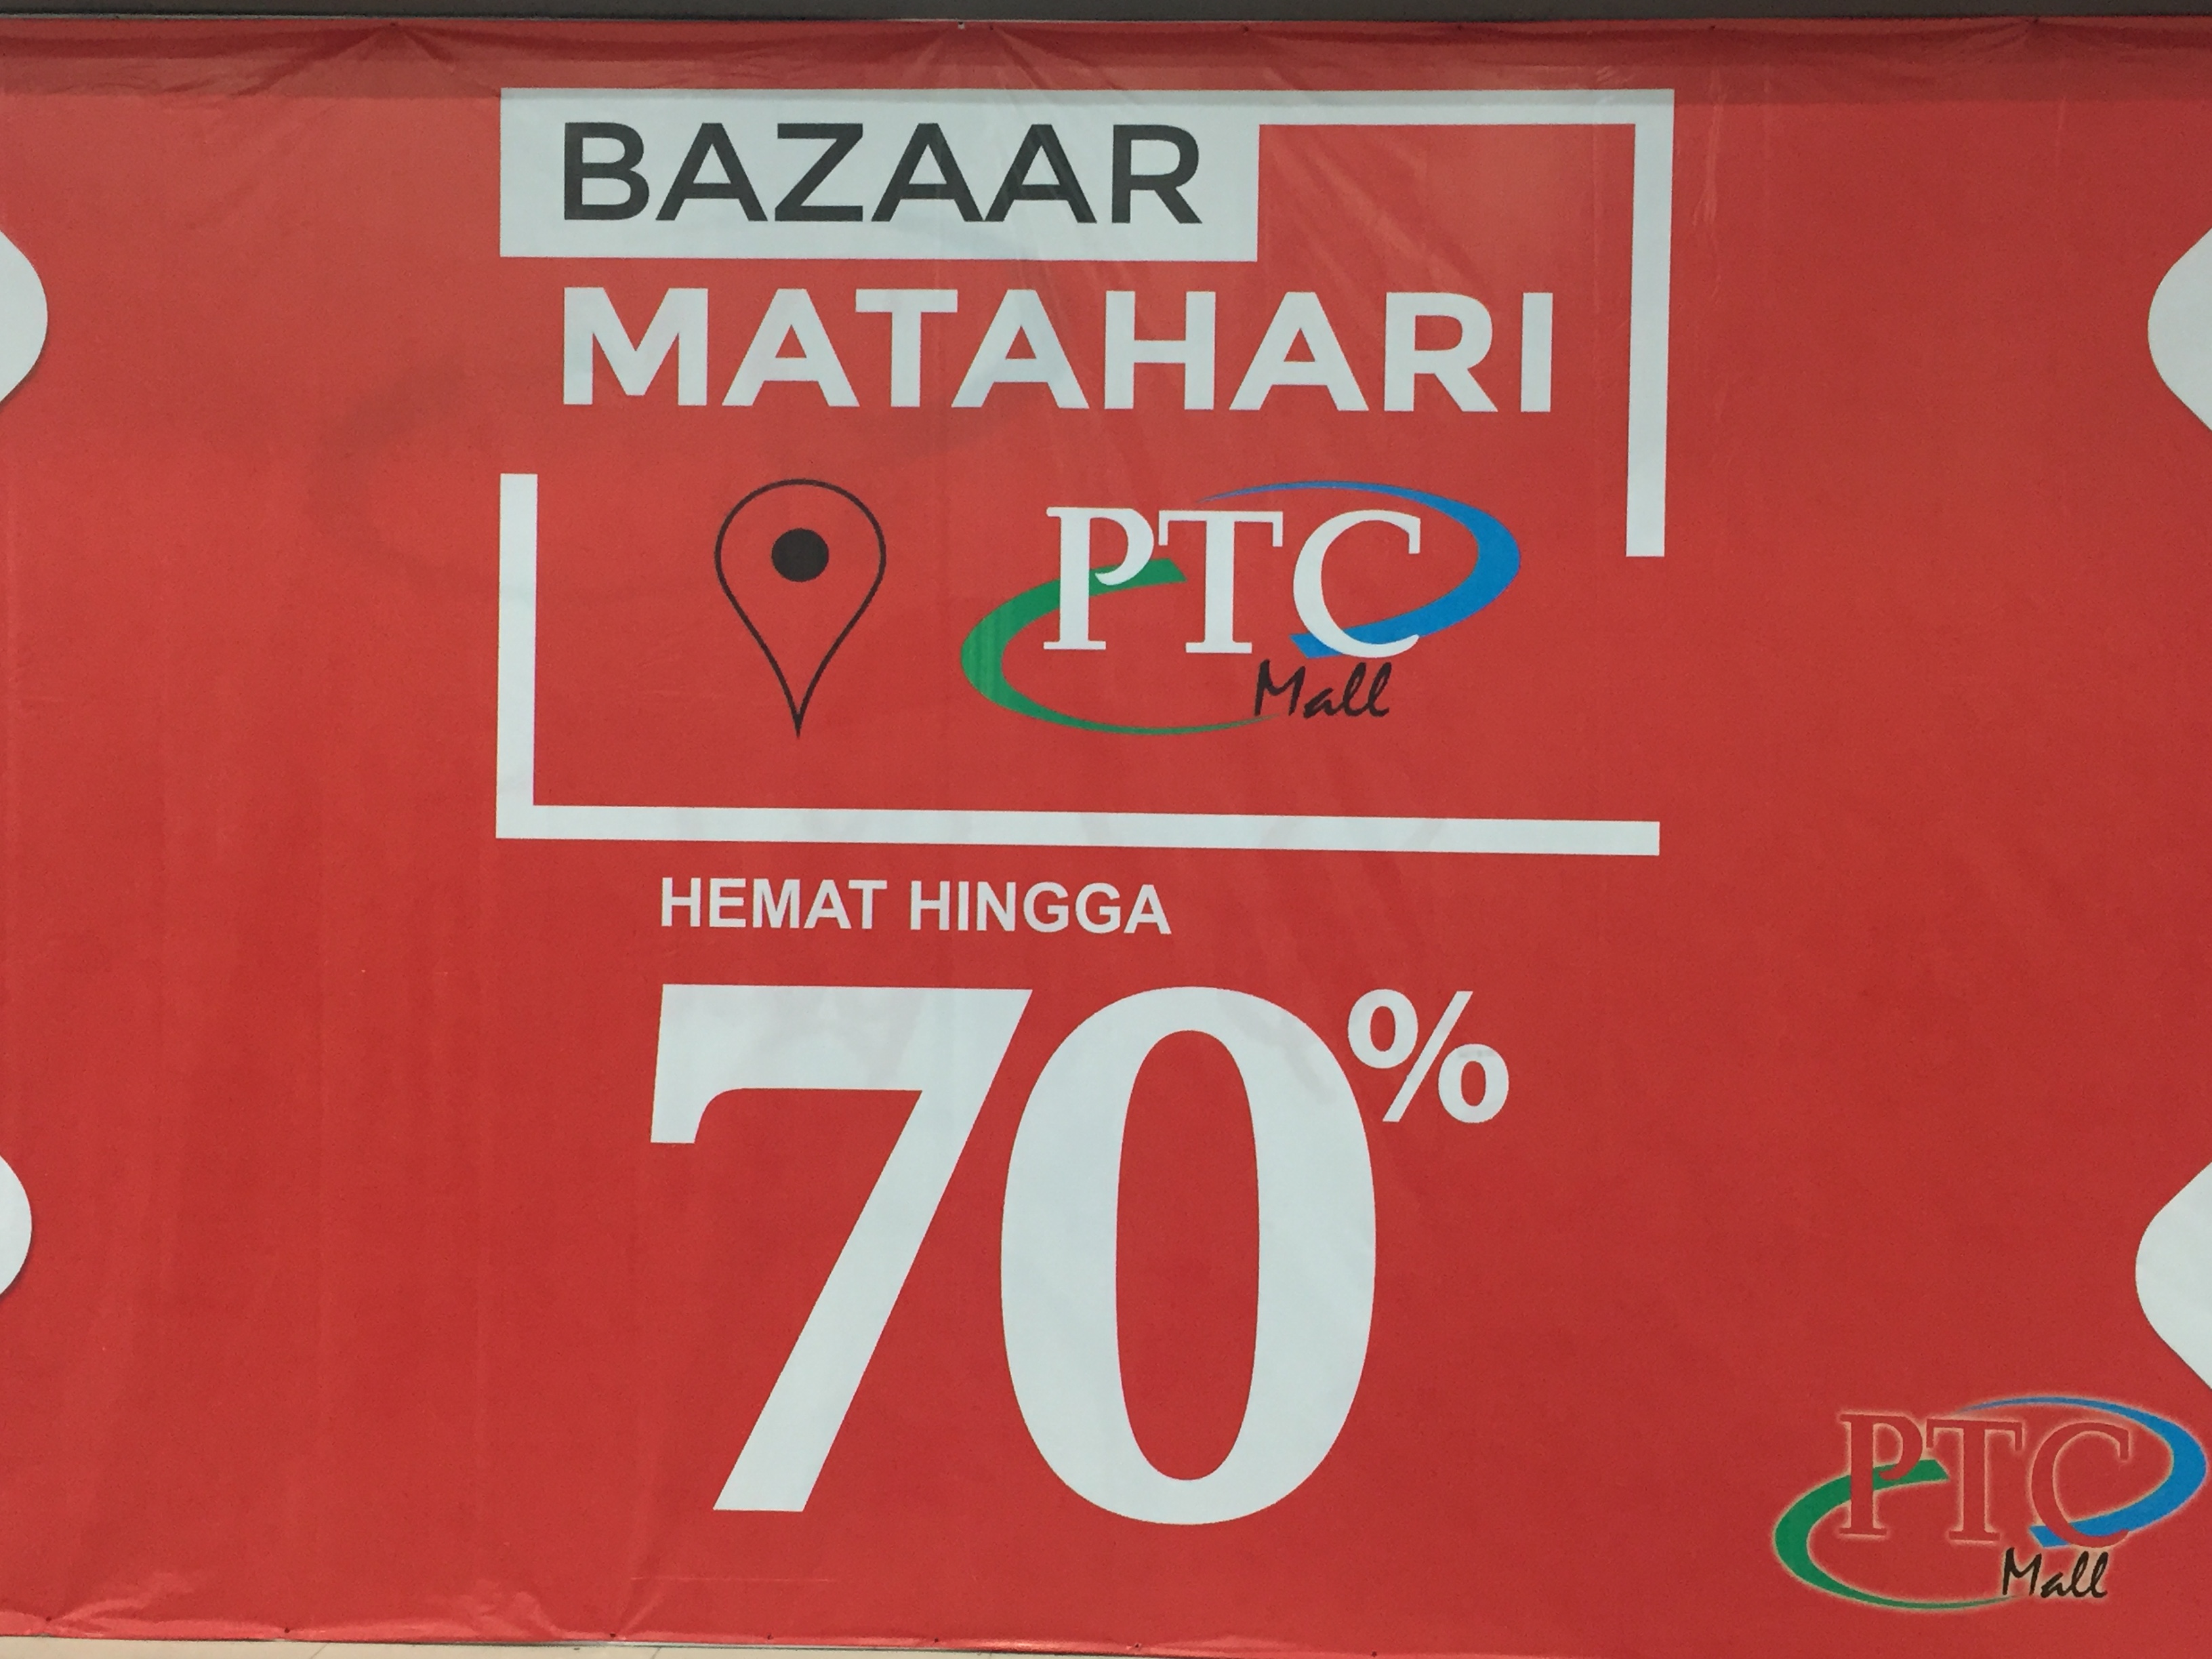 BAZAAR
MATAHARI
PTC
Mall
HEMAT HINGGA
70%
PTC
Mall